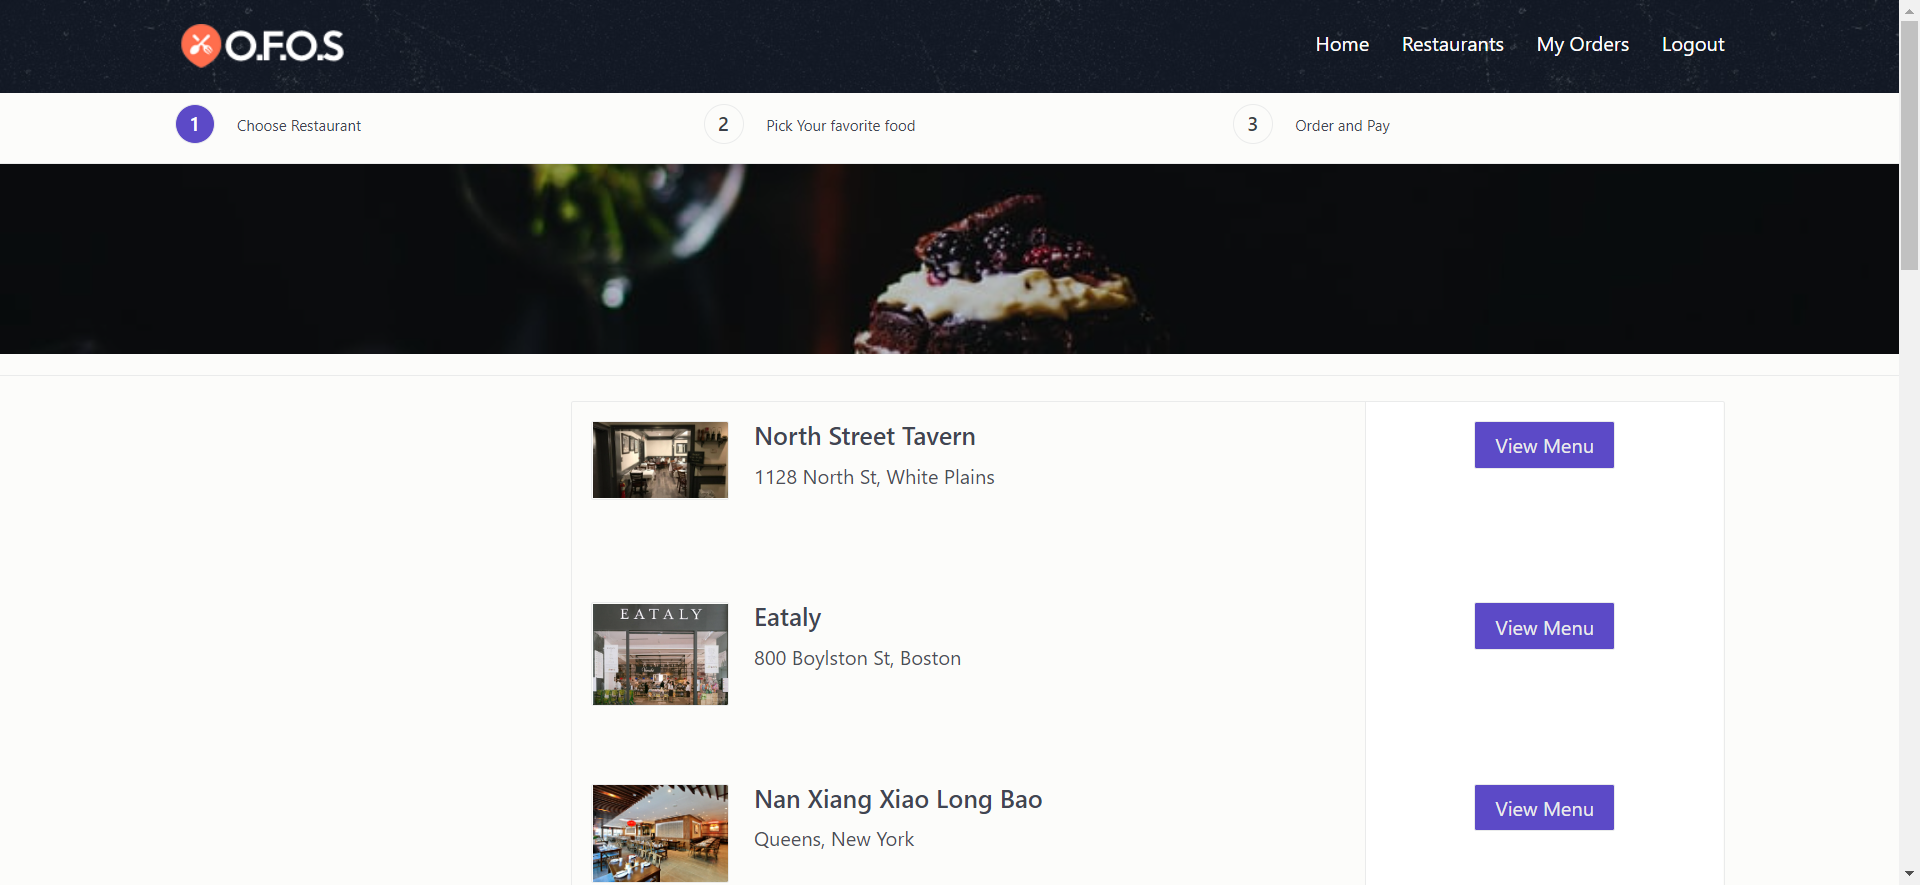 O.F.O.S
Home Restaurants My Orders Logout
1 Choose Restaurant 2 Pick Your favorite food 3 Order and Pay
North Street Tavern
View Menu
1128 North St, White Plains
EATALY
Eataly
View Menu
800 Boylston St, Boston
Nan Xiang Xiao Long Bao
View Menu
Queens, New York